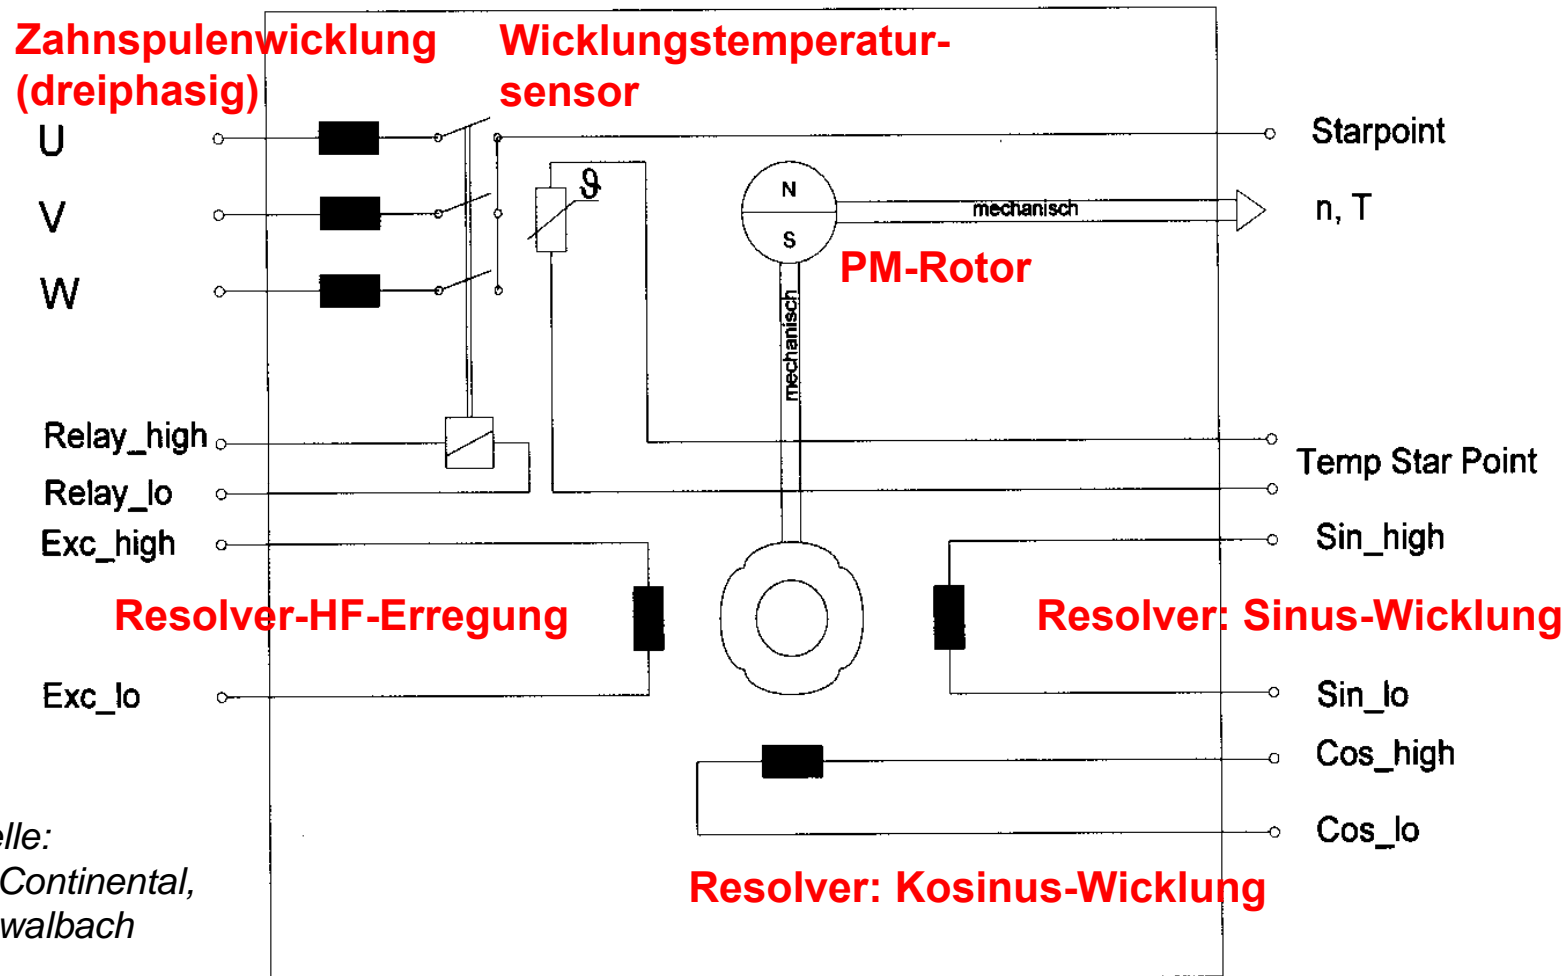 Zahnspulenwicklung
(dreiphasig)
Wicklungstemperatur-
sensor
U
V
W
ϑ
Starpoint
N
S
mechanisch
n, T
PM-Rotor
mechanisch
Relay_high
Relay_lo
Temp Star Point
Exc_high
Sin_high
Resolver-HF-Erregung
Resolver: Sinus-Wicklung
Exc_lo
Sin_lo
Cos_high
Cos_lo
Resolver: Kosinus-Wicklung
elle:
Continental,
walbach